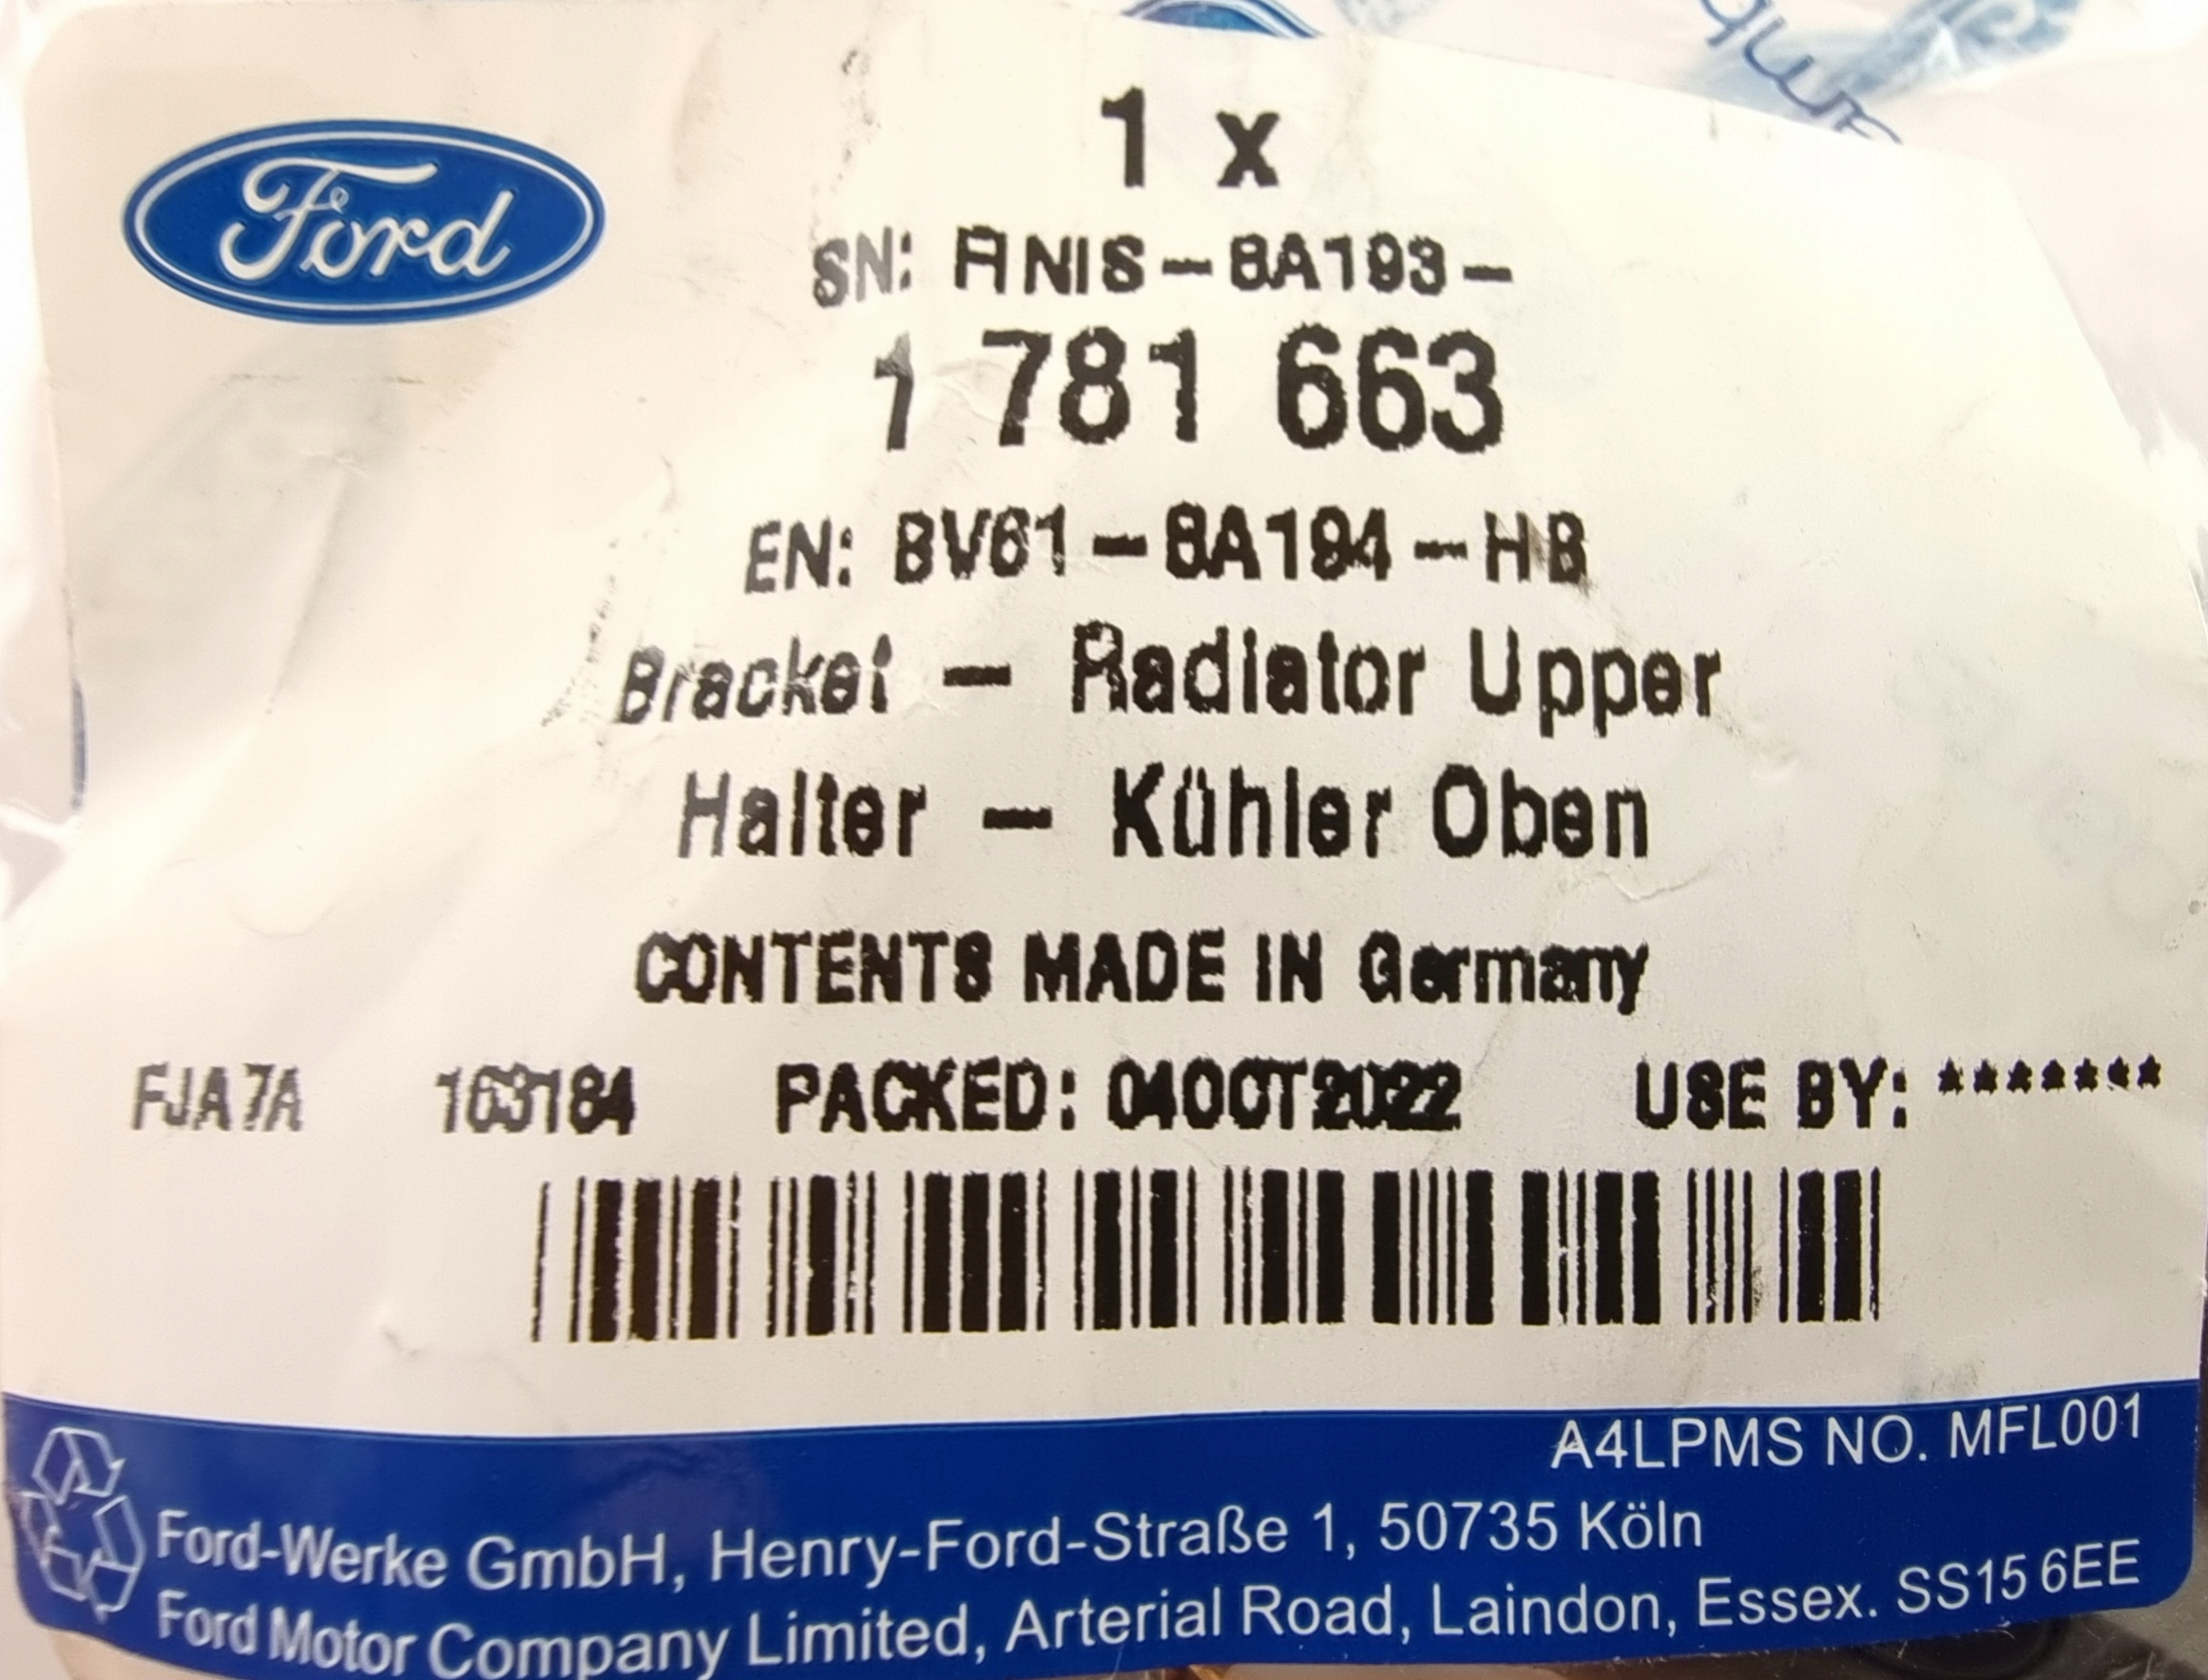 Ford
1 x
SN: FINIS-8A193-
1 781 663
EN: BV61-8A194-HB
Bracket - Radiator Upper
Halter - Kühler Oben
CONTENTS MADE IN Germany
FJA7A 163184 PACKED: 04OCT2022 USE BY: *******
A4LPMS NO. MFL001
Ford-Werke GmbH, Henry-Ford-Straße 1, 50735 Köln
Ford Motor Company Limited, Arterial Road, Laindon, Essex. SS15 6EE